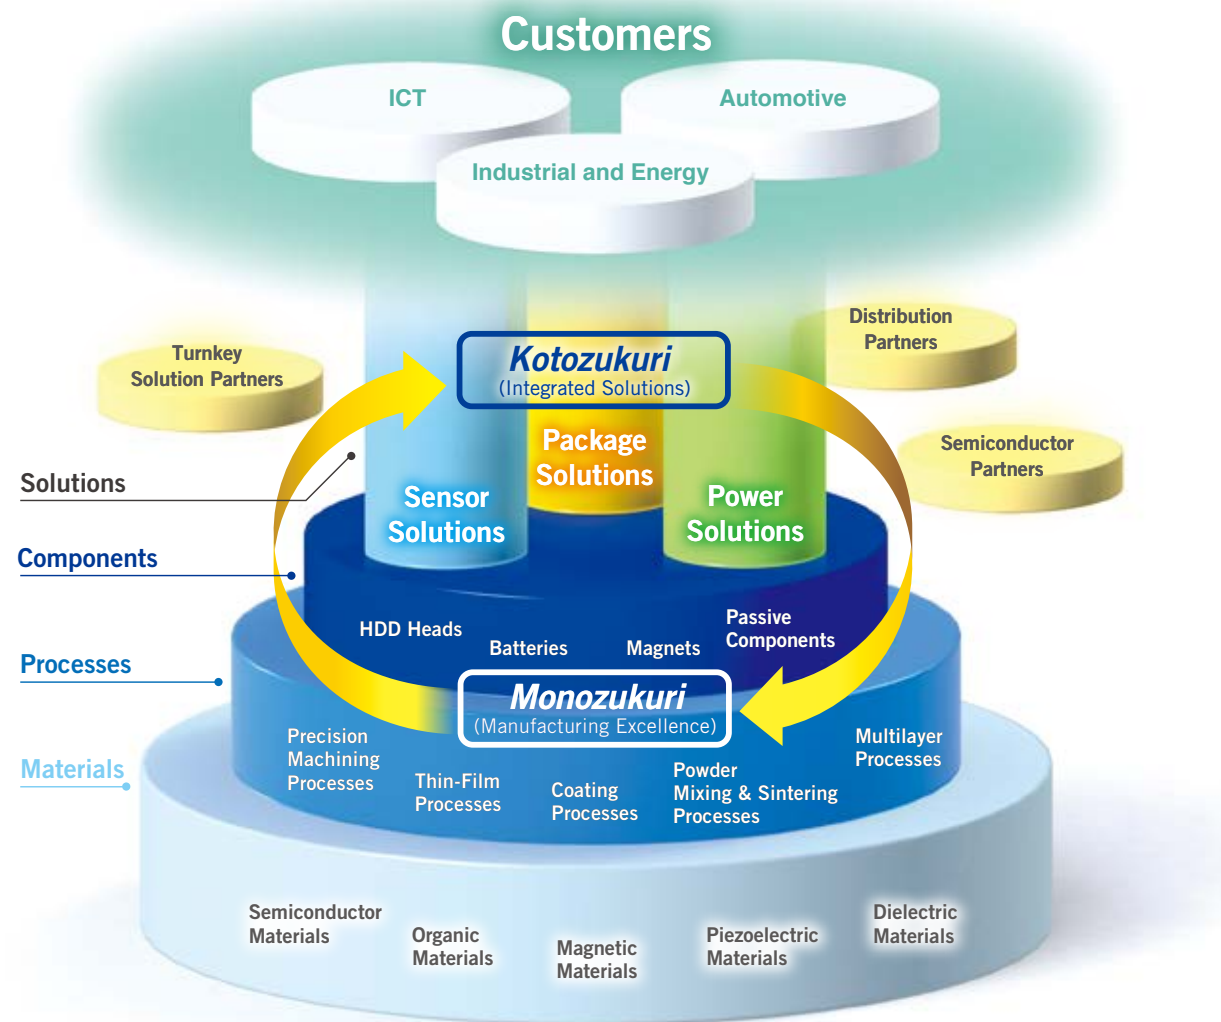 Customers
ICT
Automotive
Industrial and Energy
Distribution
Partners
Turnkey
Solution Partners
Kotozukuri
(Integrated Solutions)
Semiconductor
Partners
Package
Solutions
Solutions
Sensor
Solutions
Power
Solutions
Components
HDD Heads
Batteries
Magnets
Passive
Components
Processes
Monozukuri
(Manufacturing Excellence)
Precision
Machining
Processes
Thin-Film
Processes
Coating
Processes
Powder
Mixing & Sintering
Processes
Multilayer
Processes
Materials
Semiconductor
Materials
Organic
Materials
Magnetic
Materials
Piezoelectric
Materials
Dielectric
Materials